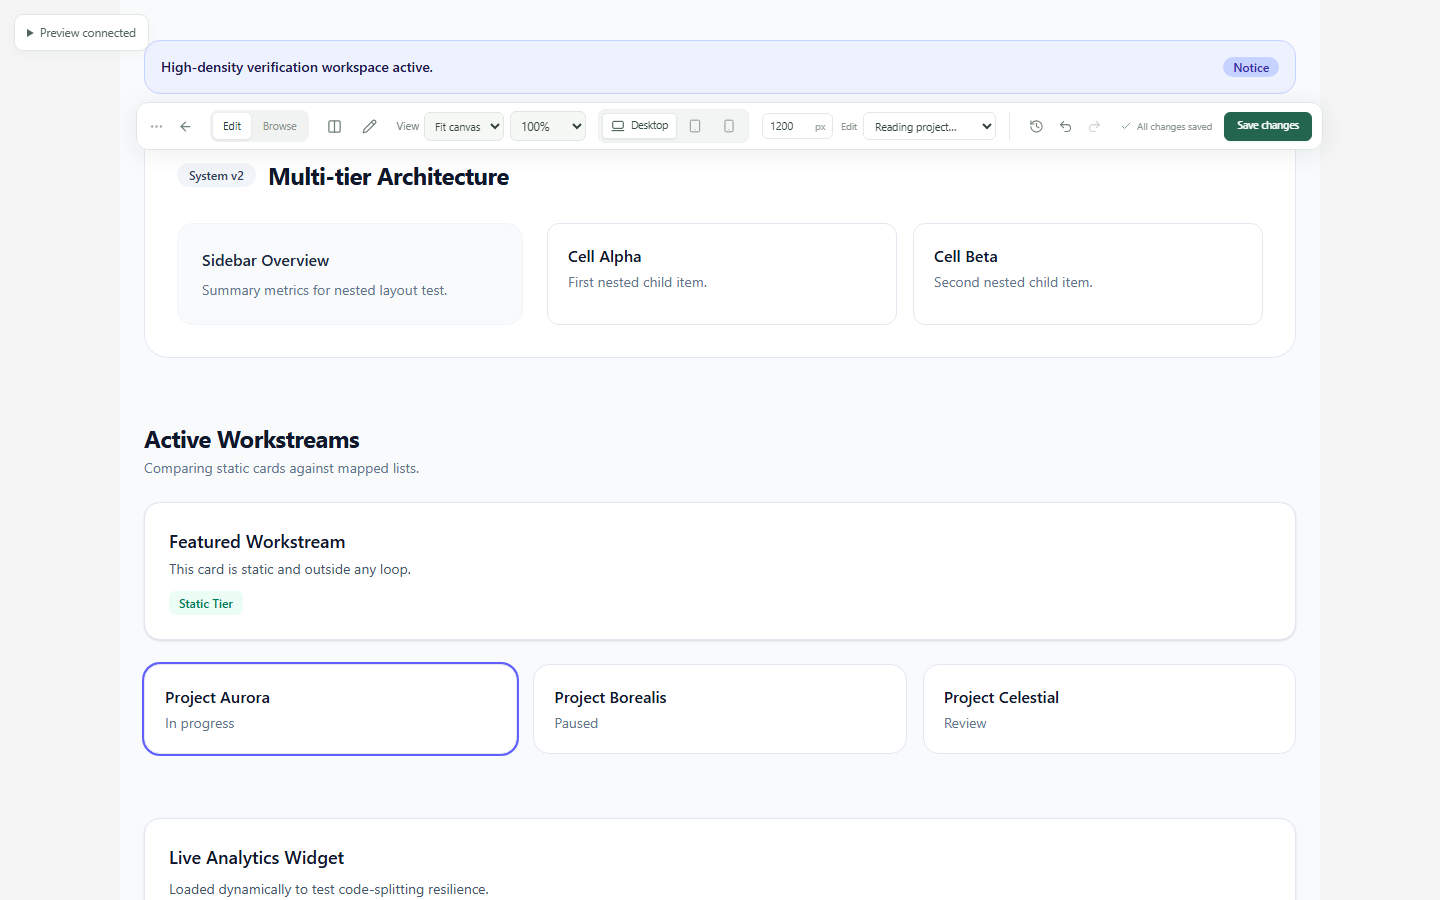 Preview connected
High-density verification workspace active.
Notice
Edit
Browse
View
Fit canvas
100%
Desktop
1200
px
Edit
Reading project...
All changes saved
Save changes
System v2
Multi-tier Architecture
Sidebar Overview
Summary metrics for nested layout test.
Cell Alpha
First nested child item.
Cell Beta
Second nested child item.
Active Workstreams
Comparing static cards against mapped lists.
Featured Workstream
This card is static and outside any loop.
Static Tier
Project Aurora
In progress
Project Borealis
Paused
Project Celestial
Review
Live Analytics Widget
Loaded dynamically to test code-splitting resilience.